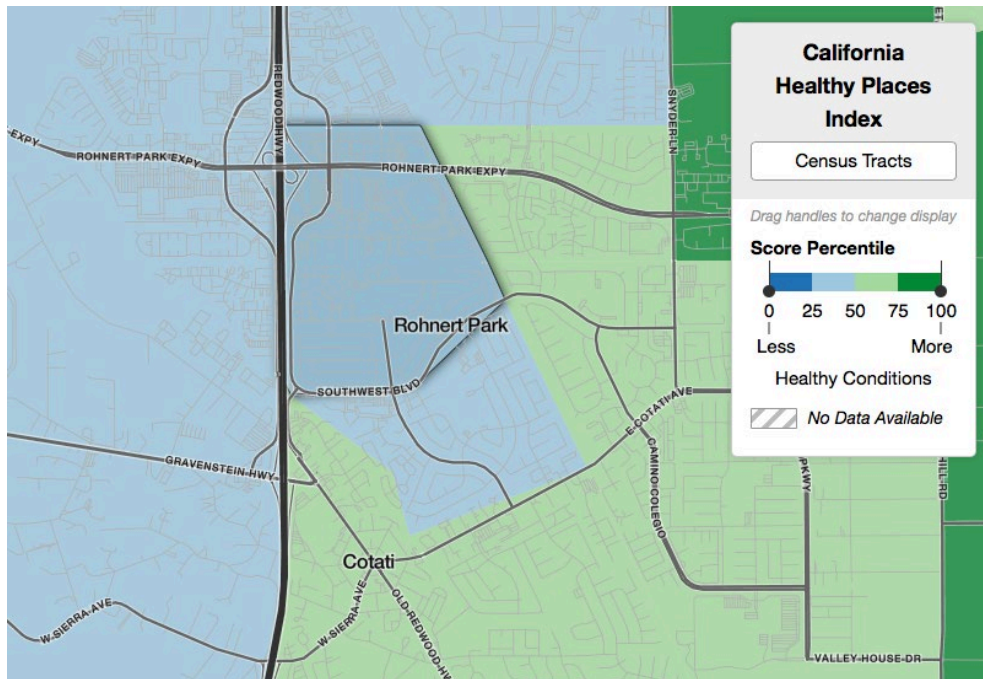 REDWOOD HWY
SNYDER LN
EXPY
ROHNERT PARK EXPY
ROHNERT PARK EXPY
Rohnert Park
SOUTHWEST BLVD
GRAVENSTEIN HWY
E COTATI AVE
CAMINO COLEGIO
PKWY
HILL RD
Cotati
W SIERRA AVE
W SIERRA AVE
OLD REDWOOD HW
VALLEY HOUSE DR
California
Healthy Places
Index
Census Tracts
Drag handles to change display
Score Percentile
0 25 50 75 100
Less More
Healthy Conditions
No Data Available